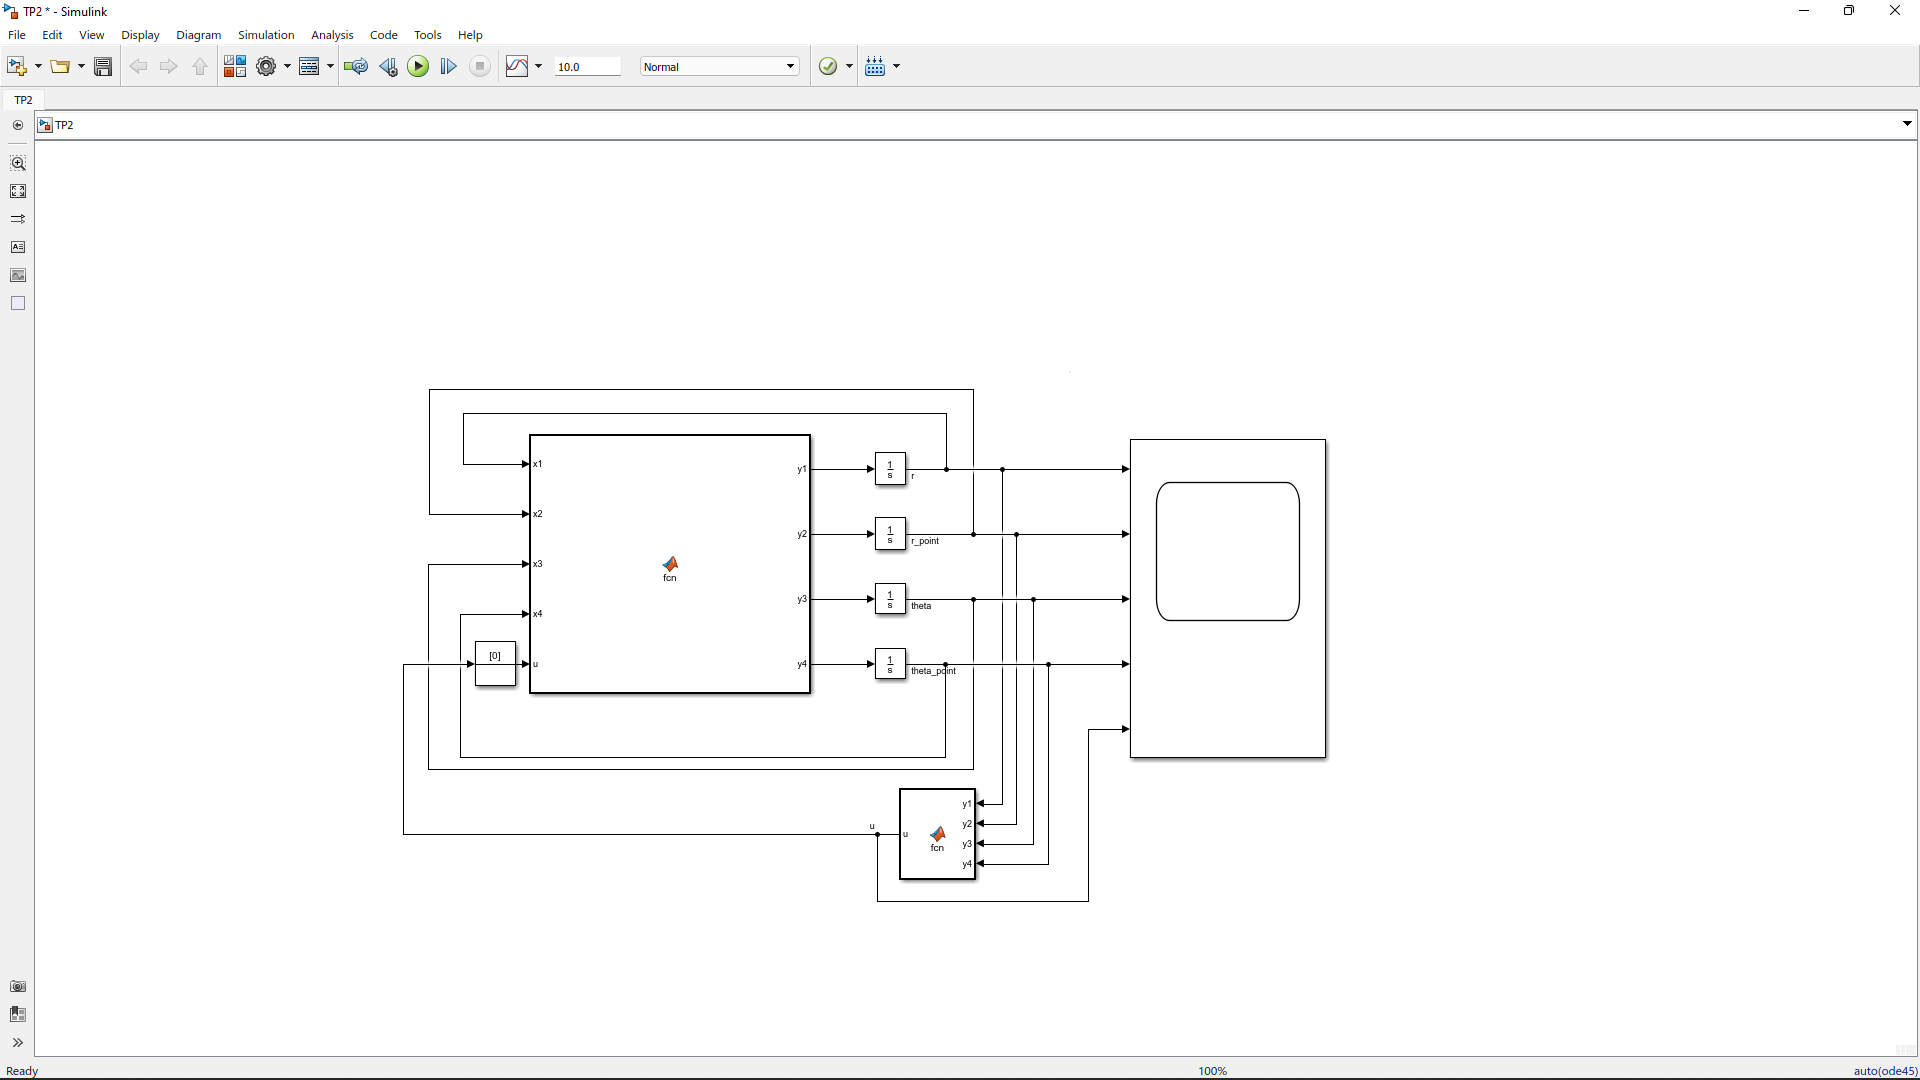 TP2 * - Simulink
File Edit View Display Diagram Simulation Analysis Code Tools Help
10.0 Normal
TP2
TP2
x1
x2
x3
x4
[0]
u
fcn
y1
y2
y3
y4
1
s
r
1
s
r_point
1
s
theta
1
s
theta_point
u
u
fcn
y1
y2
y3
y4
Ready 100% auto(ode45)